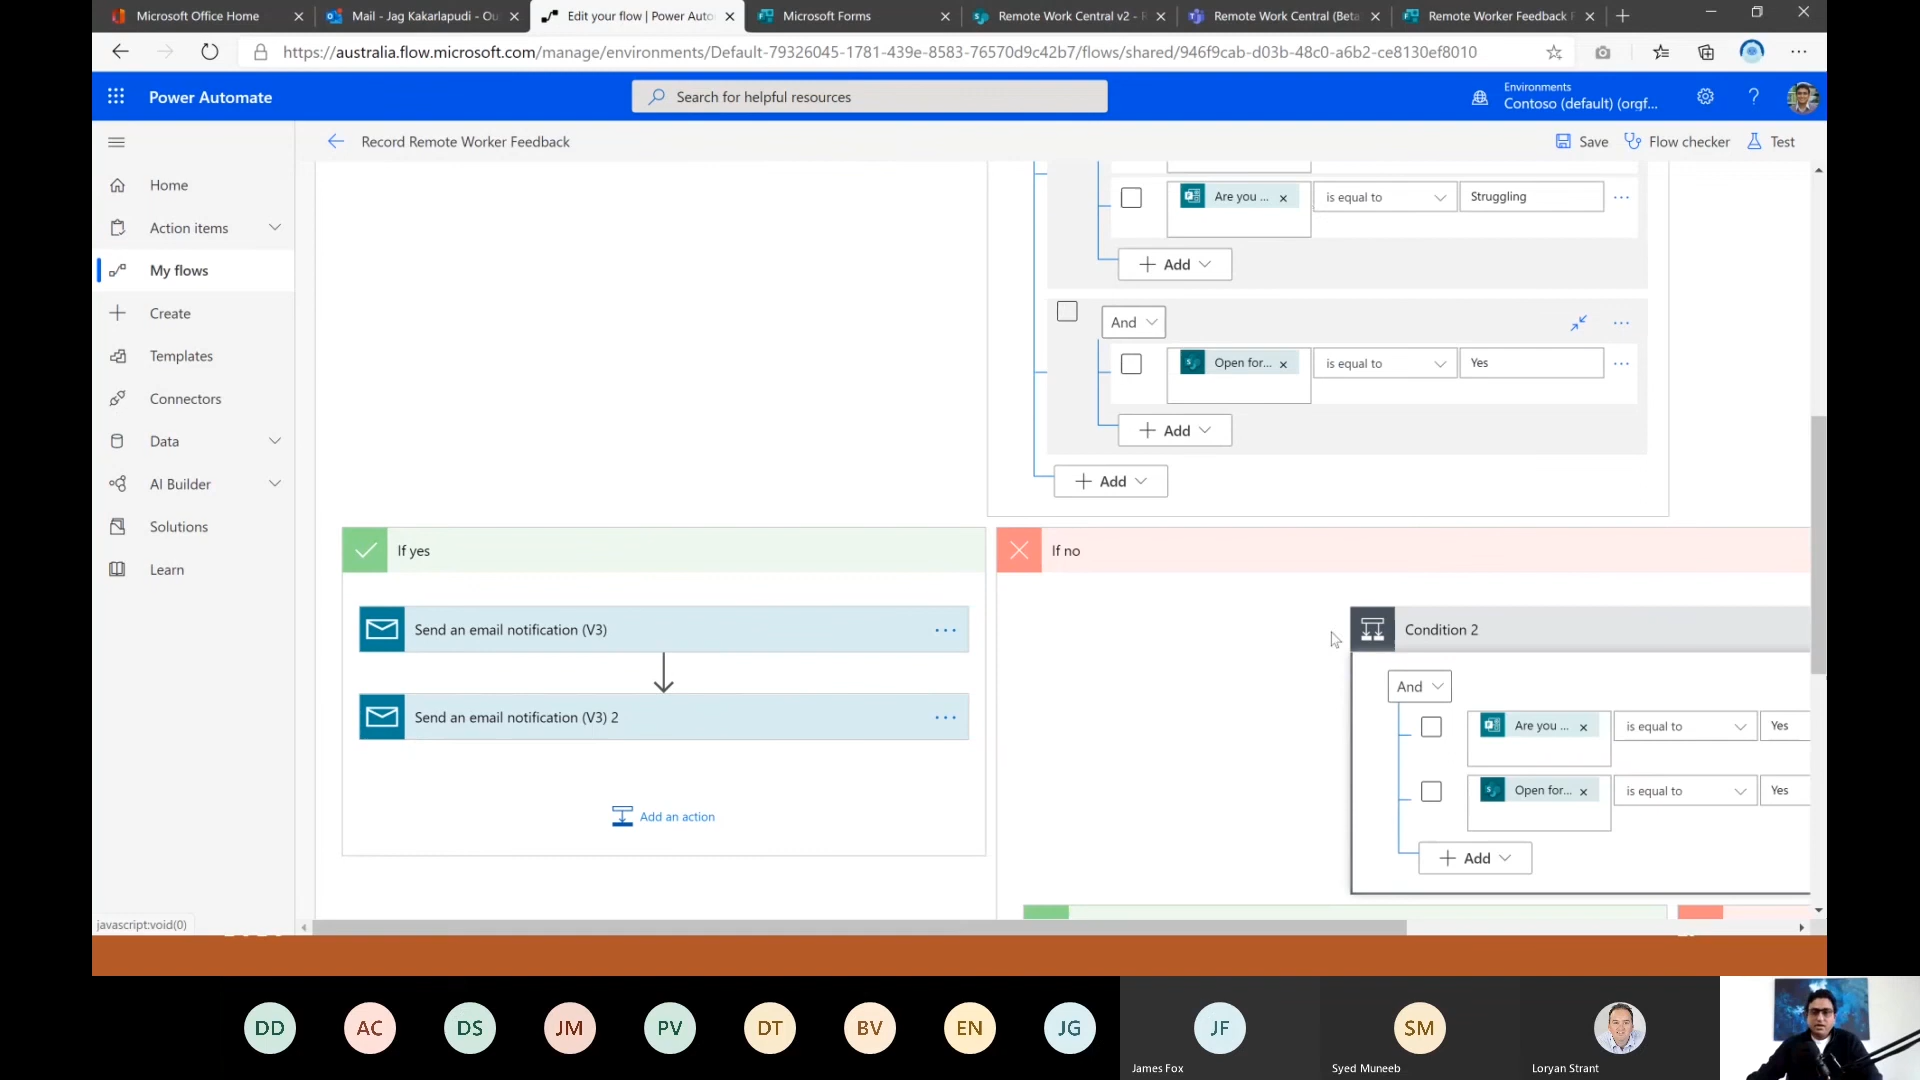 Microsoft Office Home
Mail - Jag Kakarlapudi - Ou
Edit your flow | Power Auto
Microsoft Forms
Remote Work Central v2 - R
Remote Work Central (Beta
Remote Worker Feedback F
https://australia.flow.microsoft.com/manage/environments/Default-79326045-1781-439e-8583-76570d9c42b7/flows/shared/946f9cab-d03b-48c0-a6b2-ce8130ef8010
Power Automate
Search for helpful resources
Environments
Contoso (default) (orgf...
?
Record Remote Worker Feedback
Save
Flow checker
Test
Home
Action items
My flows
Create
Templates
Connectors
Data
AI Builder
Solutions
Learn
Are you ... × is equal to Struggling ...
+ Add
And ...
Open for... × is equal to Yes ...
+ Add
+ Add
If yes
Send an email notification (V3) ...
Send an email notification (V3) 2 ...
Add an action
If no
Condition 2
And
Are you ... × is equal to Yes
Open for... × is equal to Yes
+ Add
javascript:void(0)
DD
AC
DS
JM
PV
DT
BV
EN
JG
JF
James Fox
SM
Syed Muneeb
Loryan Strant